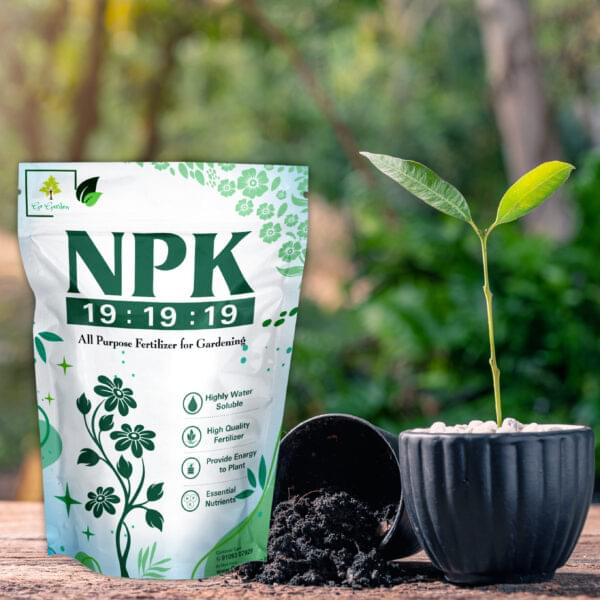 Go Garden
NPK
19 : 19 : 19
All Purpose Fertilizer for Gardening
Highly Water
Soluble
High Quality
Fertilizer
Provide Energy
to Plant
Essential
Nutrients